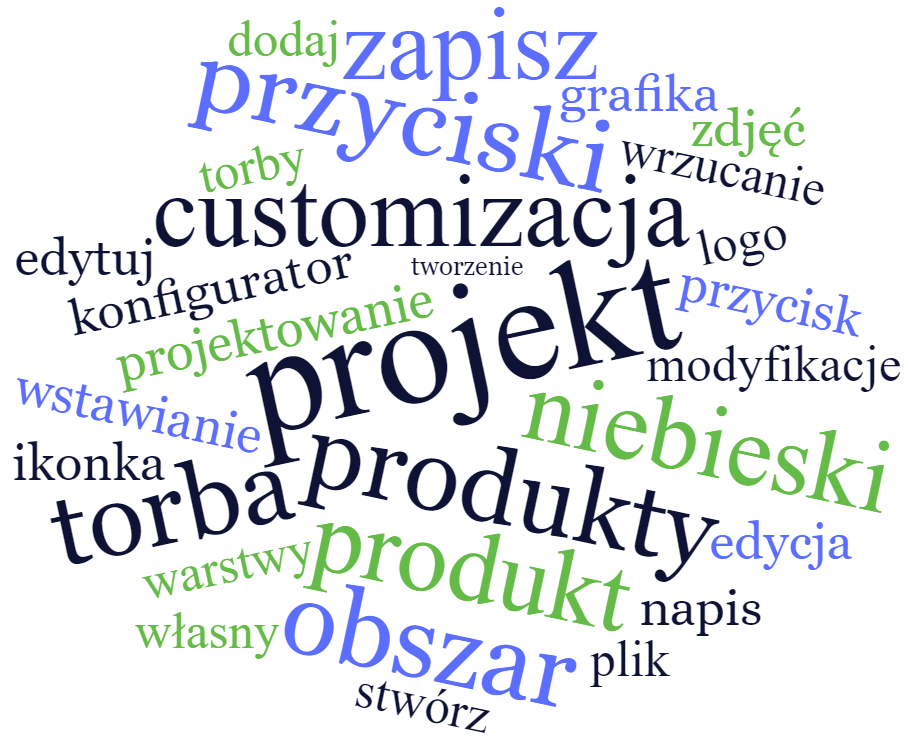 dodaj
zapisz
przyciski
grafika
zdjęć
wrzucanie
torby
customizacja
logo
edytuj
tworzenie
konfigurator
przycisk
projektowanie
projekt
modyfikacje
wstawianie
niebieski
ikonka
torba
produkty
edycja
warstwy
produkt
napis
własny
obszar
plik
stwórz